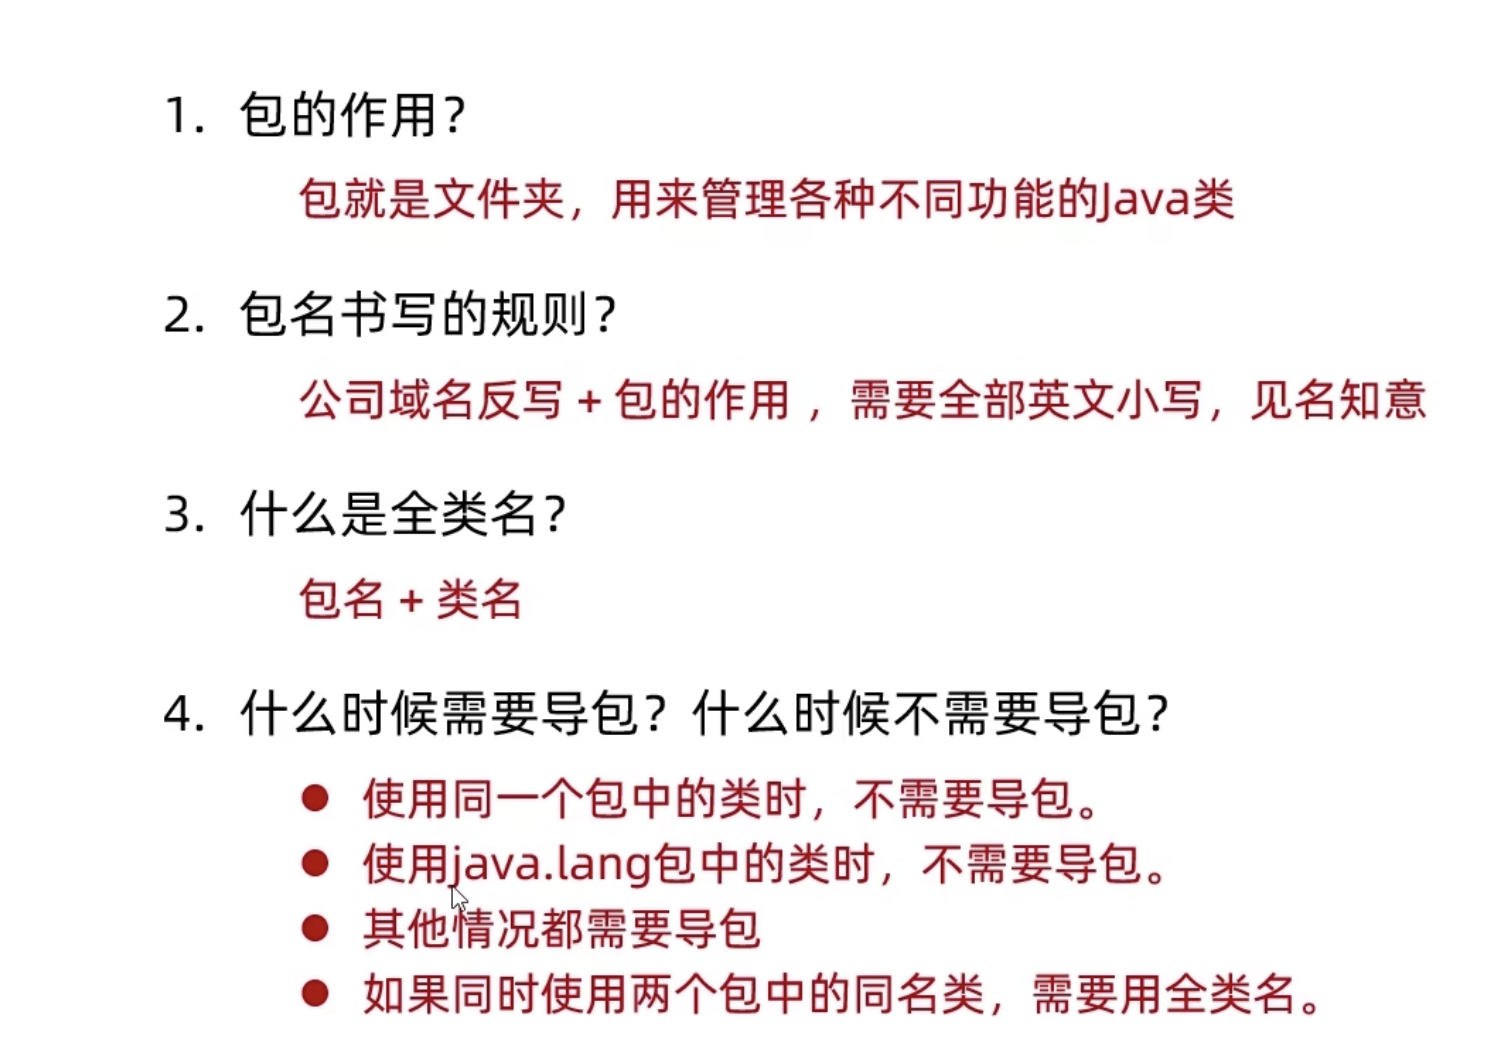 1. 包的作用？
包就是文件夹，用来管理各种不同功能的Java类
2. 包名书写的规则？
公司域名反写 + 包的作用 ，需要全部英文小写，见名知意
3. 什么是全类名？
包名 + 类名
4. 什么时候需要导包？什么时候不需要导包？
● 使用同一个包中的类时，不需要导包。
● 使用java.lang包中的类时，不需要导包。
● 其他情况都需要导包
● 如果同时使用两个包中的同名类，需要用全类名。